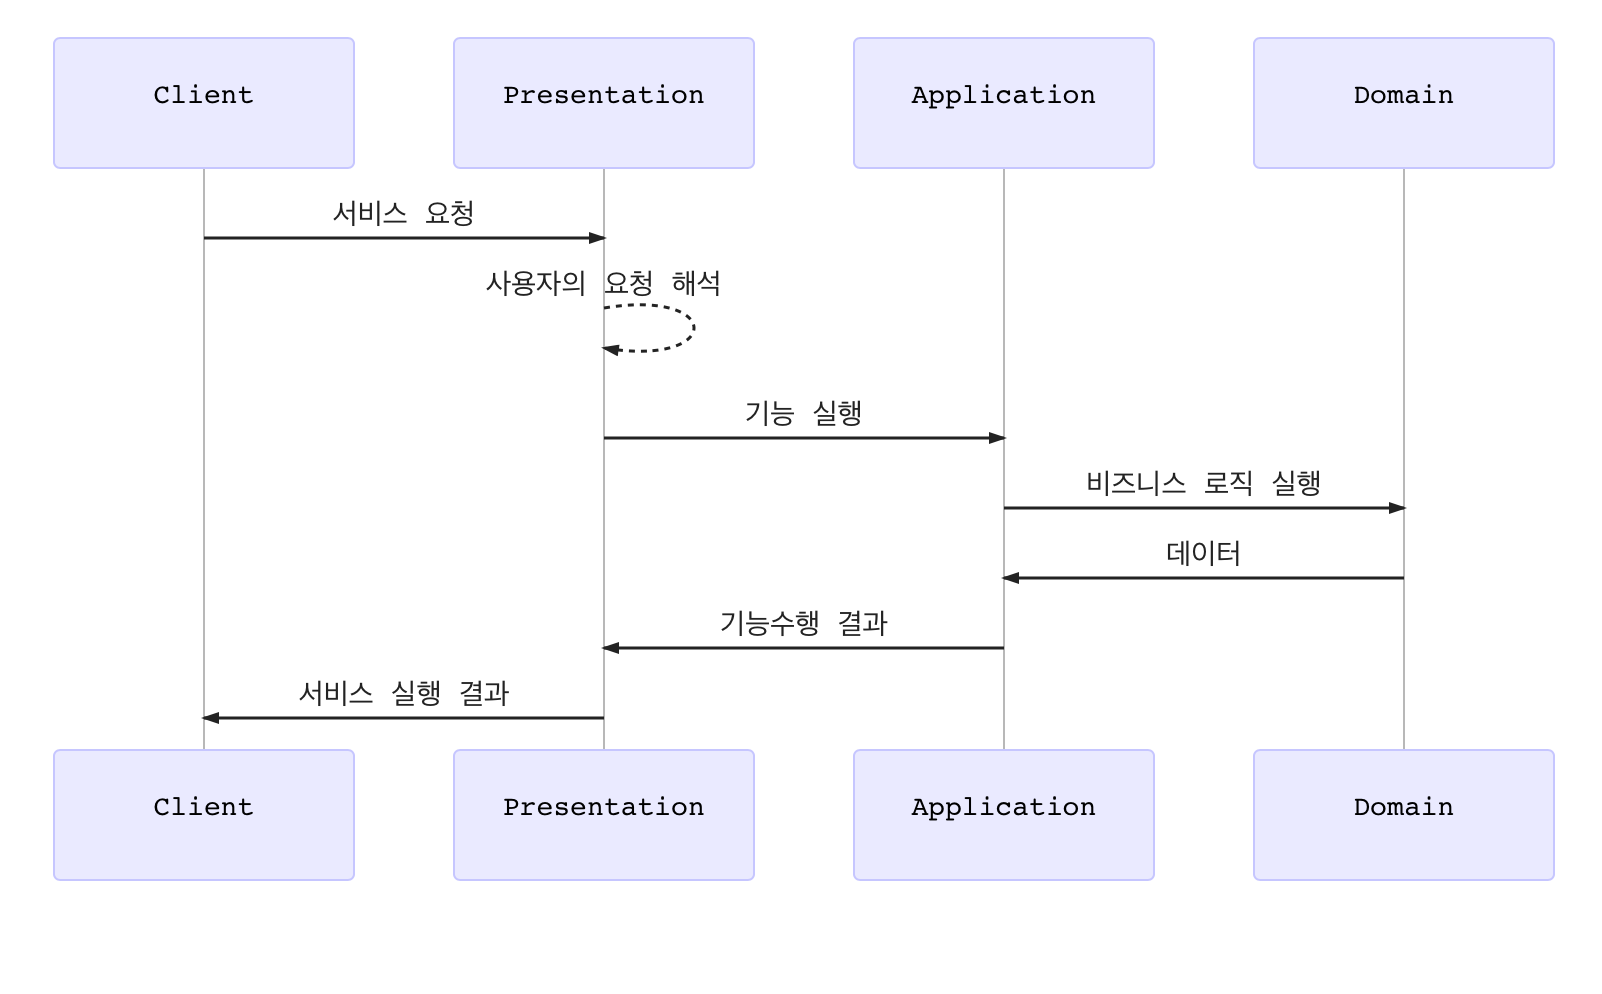 Client
Presentation
Application
Domain
서비스 요청
사용자의 요청 해석
기능 실행
비즈니스 로직 실행
데이터
기능수행 결과
서비스 실행 결과
Client
Presentation
Application
Domain